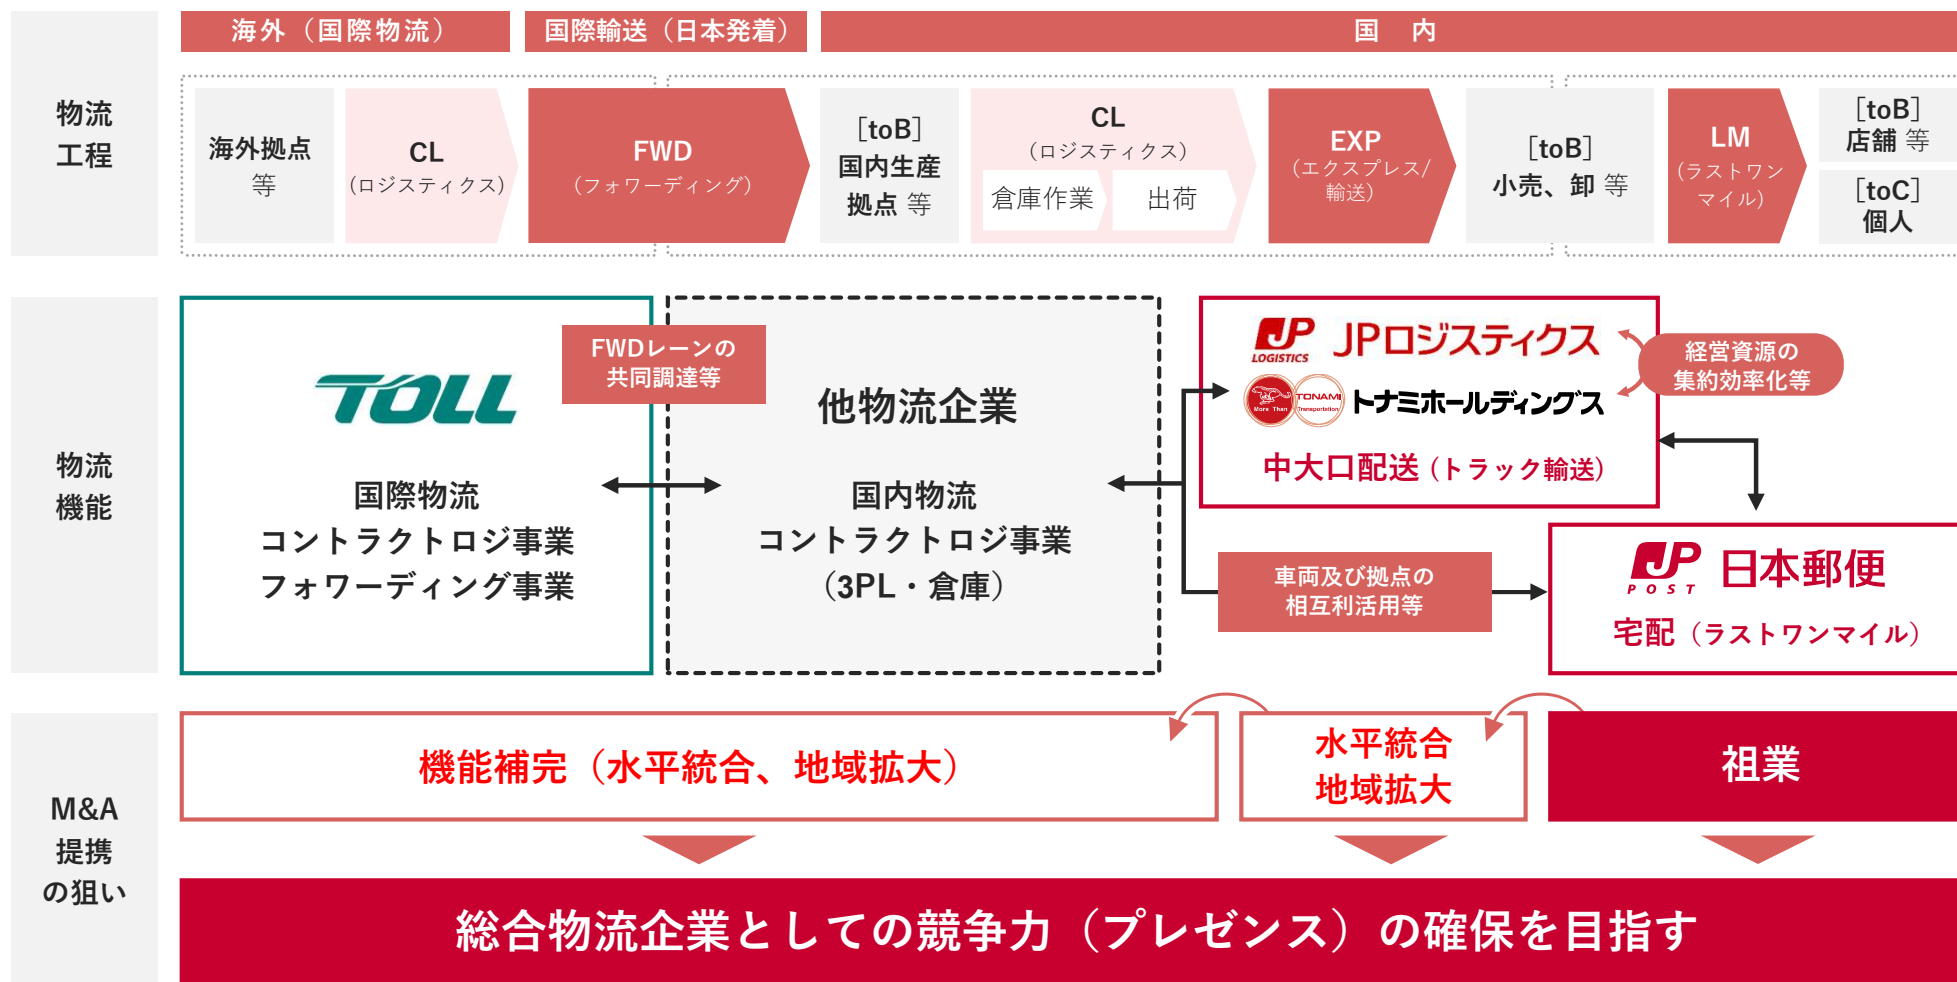 海外（国際物流）
国際輸送（日本発着）
国　内
物流
工程
海外拠点
等
CL
（ロジスティクス）
FWD
（フォワーディング）
［toB］
国内生産
拠点 等
CL
（ロジスティクス）
倉庫作業
出荷
EXP
（エクスプレス/
輸送）
［toB］
小売、卸 等
LM
（ラストワン
マイル）
［toB］
店舗 等
［toC］
個人
物流
機能
TOLL
国際物流
コントラクトロジ事業
フォワーディング事業
FWDレーンの
共同調達等
他物流企業
国内物流
コントラクトロジ事業
（3PL・倉庫）
JP
LOGISTICS
JPロジスティクス
More Than
TONAMI
Transportation
トナミホールディングス
中大口配送（トラック輸送）
経営資源の
集約効率化等
車両及び拠点の
相互利活用等
JP
POST
日本郵便
宅配（ラストワンマイル）
M&A
提携
の狙い
機能補完（水平統合、地域拡大）
水平統合
地域拡大
祖業
総合物流企業としての競争力（プレゼンス）の確保を目指す